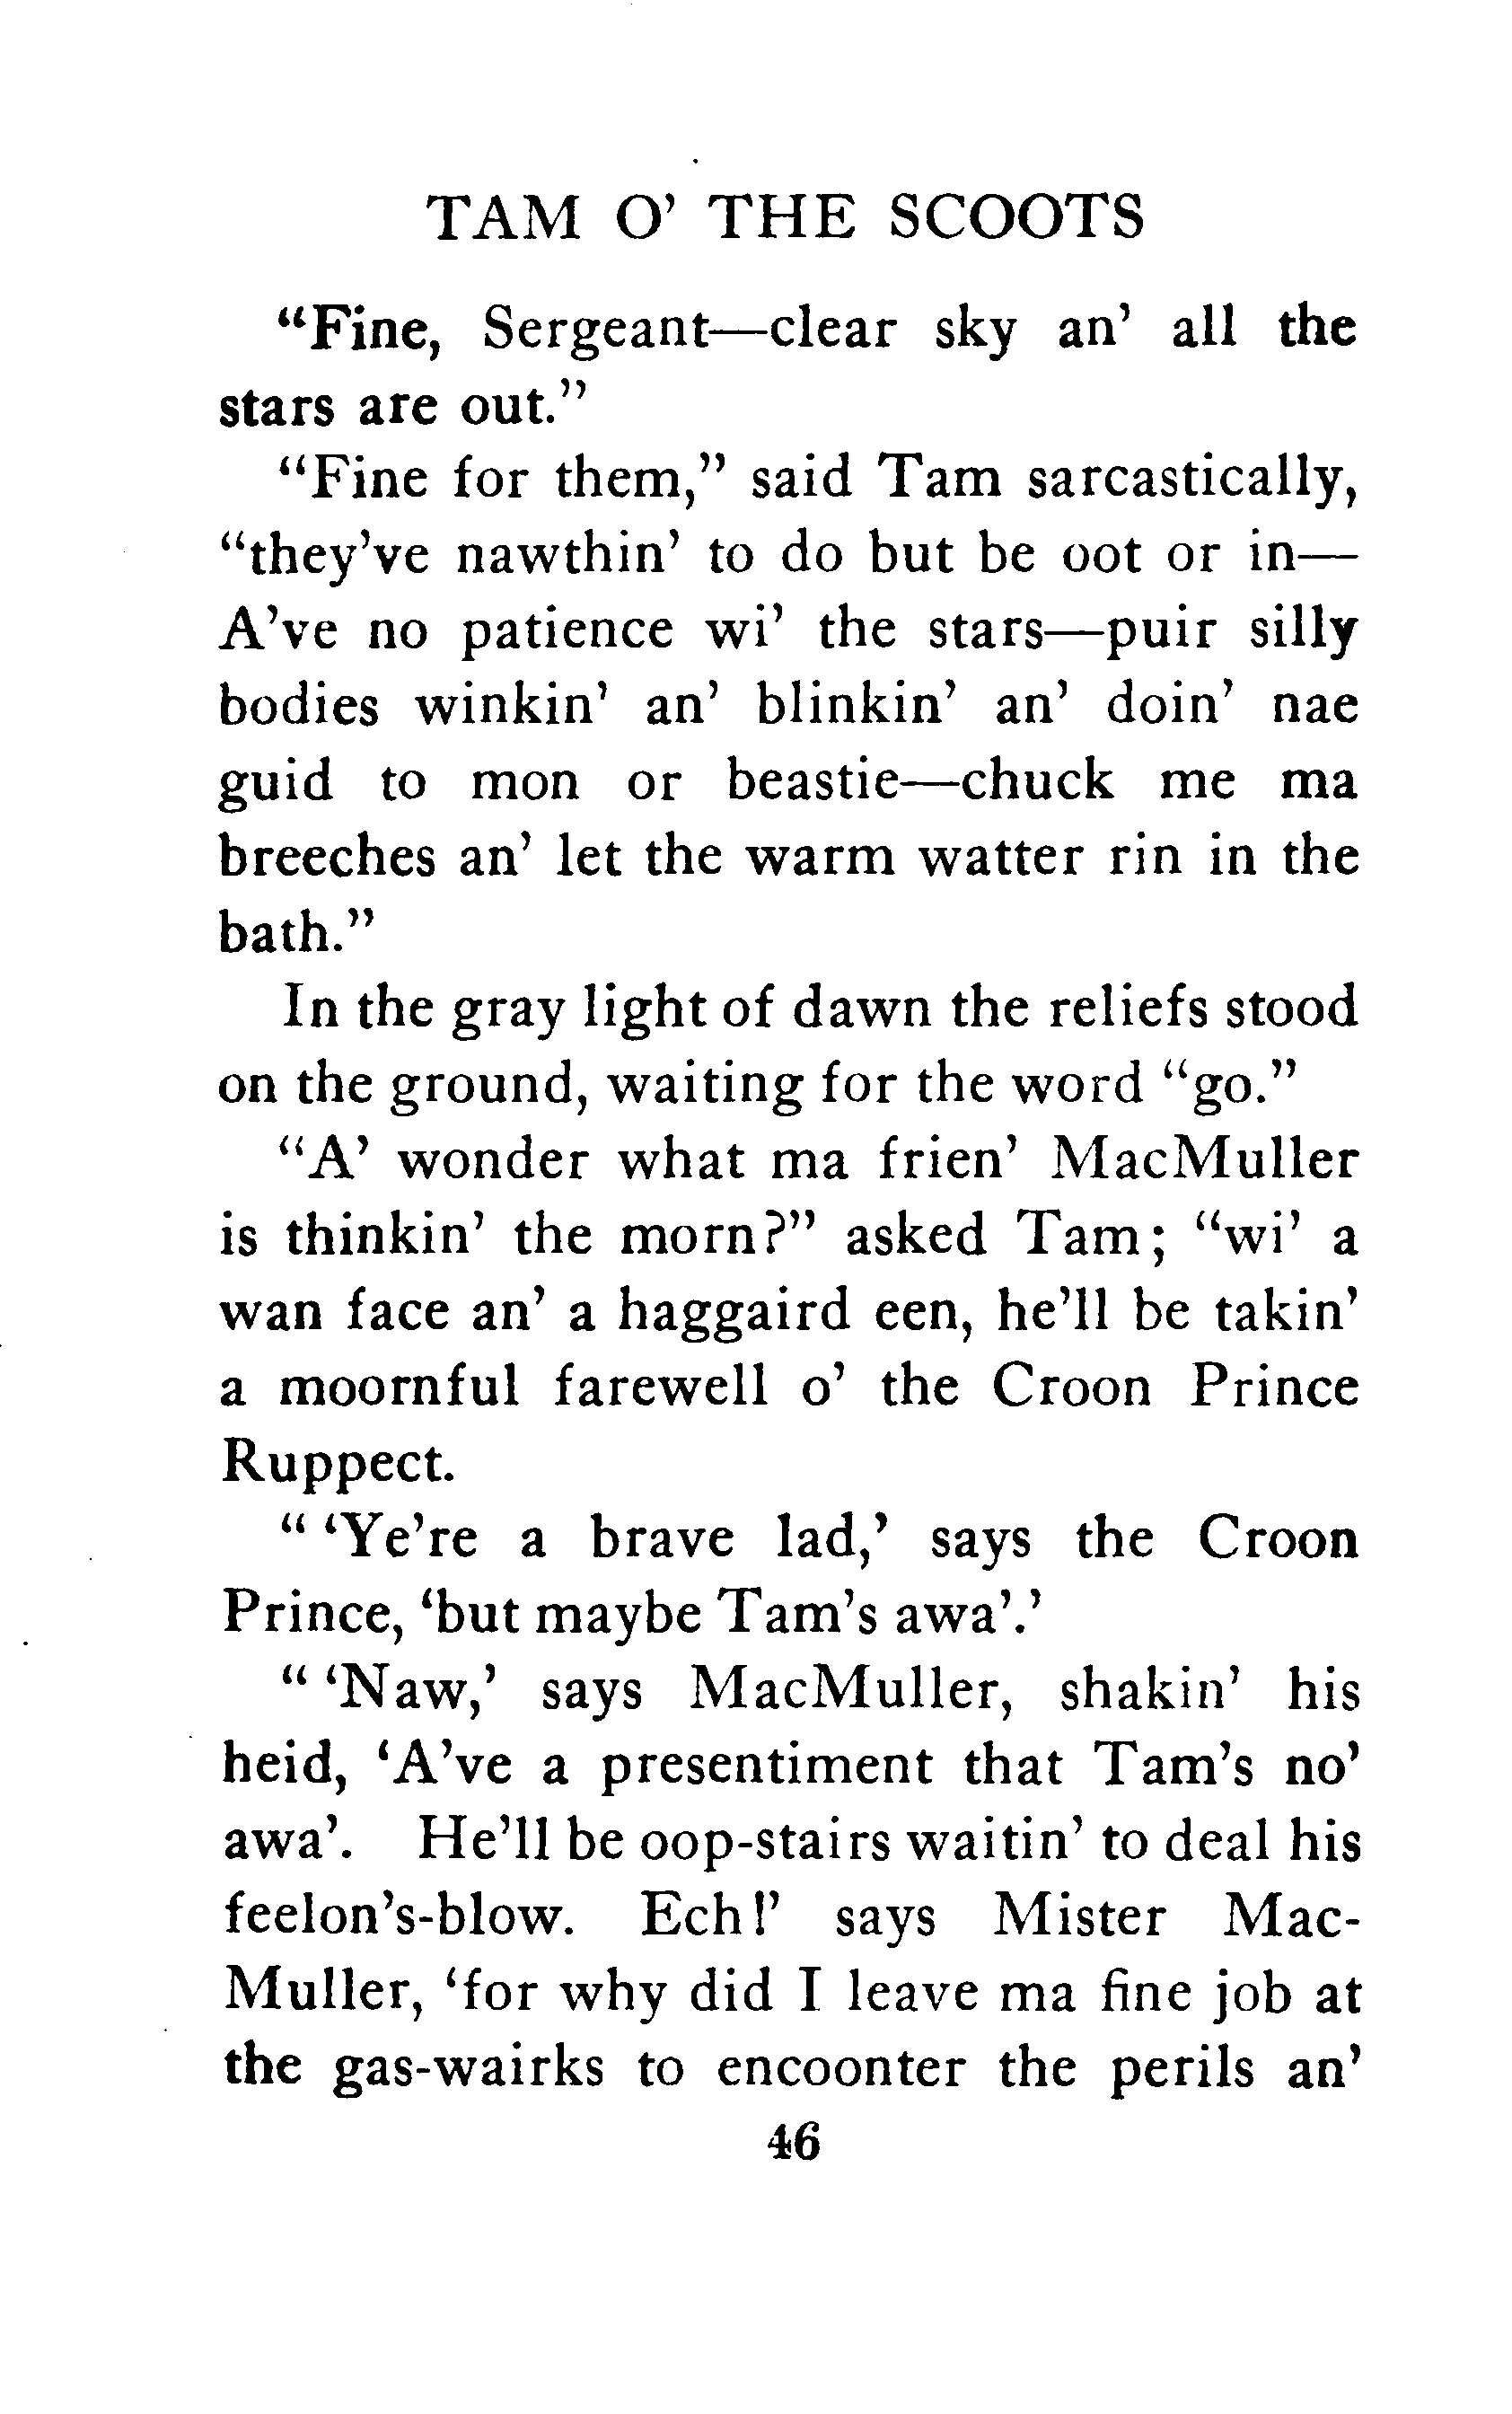 TAM O' THE SCOOTS
“Fine, Sergeant—clear sky an’ all the
stars are out.”
“Fine for them,” said Tam sarcastically,
“they’ve nawthin’ to do but be oot or in—
A’ve no patience wi’ the stars—puir silly
bodies winkin’ an’ blinkin’ an’ doin’ nae
guid to mon or beastie—chuck me ma
breeches an’ let the warm watter rin in the
bath.”
In the gray light of dawn the reliefs stood
on the ground, waiting for the word “go.”
“A’ wonder what ma frien’ MacMuller
is thinkin’ the morn?” asked Tam; “wi’ a
wan face an’ a haggaird een, he’ll be takin’
a moornful farewell o’ the Croon Prince
Ruppect.
“ ‘Ye’re a brave lad,’ says the Croon
Prince, ‘but maybe Tam’s awa’.’
“ ‘Naw,’ says MacMuller, shakin’ his
heid, ‘A’ve a presentiment that Tam’s no’
awa’. He’ll be oop-stairs waitin’ to deal his
feelon’s-blow. Ech!’ says Mister Mac-
Muller, ‘for why did I leave ma fine job at
the gas-wairks to encoonter the perils an’
46